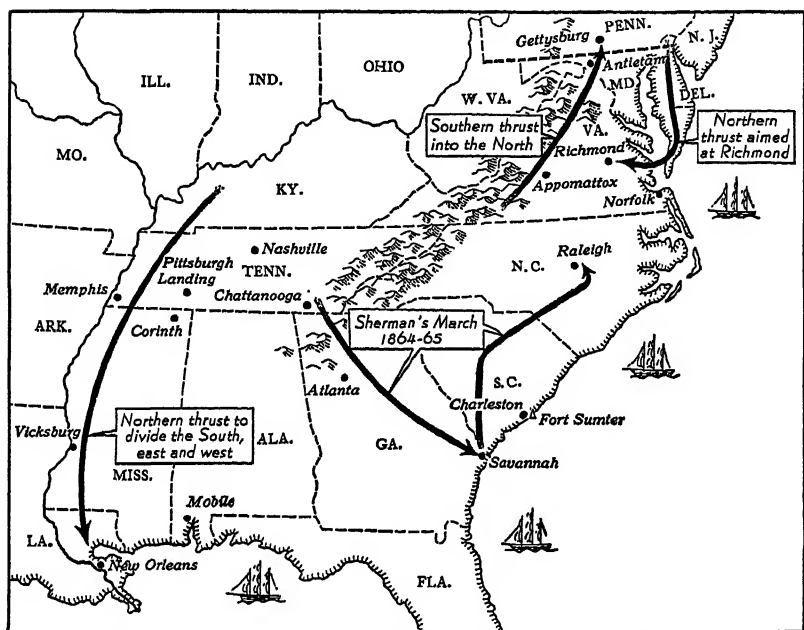 Gettysburg
PENN.
N. J.
ILL.
IND.
OHIO
Antietam
MD.
DEL.
W. VA.
Southern thrust
into the North
VA.
Northern
thrust aimed
at Richmond
Richmond
MO.
KY.
Appomattox
Norfolk
Nashville
Pittsburgh
Landing
TENN.
N. C.
Raleigh
Memphis
Chattanooga
ARK.
Corinth
Sherman's March
1864-65
Atlanta
S. C.
Charleston
Fort Sumter
Vicksburg
Northern thrust to
divide the South,
east and west
ALA.
GA.
Savannah
MISS.
Mobile
LA.
New Orleans
FLA.